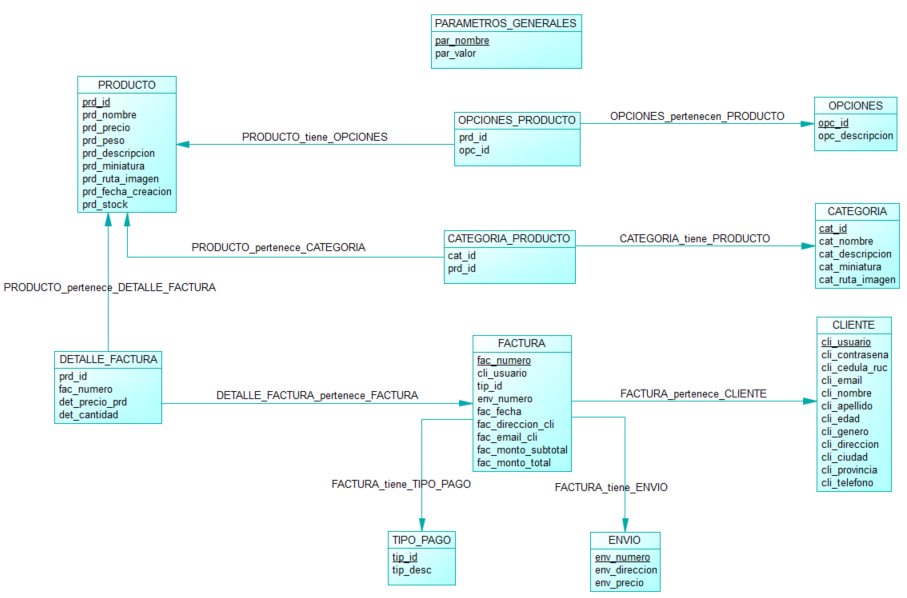 PARAMETROS_GENERALES
par_nombre
par_valor
PRODUCTO
prd_id
prd_nombre
prd_precio
prd_peso
prd_descripcion
prd_miniatura
prd_ruta_imagen
prd_fecha_creacion
prd_stock
PRODUCTO_tiene_OPCIONES
OPCIONES_PRODUCTO
prd_id
opc_id
OPCIONES_pertenecen_PRODUCTO
OPCIONES
opc_id
opc_descripcion
PRODUCTO_pertenece_CATEGORIA
CATEGORIA_PRODUCTO
cat_id
prd_id
CATEGORIA_tiene_PRODUCTO
CATEGORIA
cat_id
cat_nombre
cat_descripcion
cat_miniatura
cat_ruta_imagen
PRODUCTO_pertenece_DETALLE_FACTURA
DETALLE_FACTURA
prd_id
fac_numero
det_precio_prd
det_cantidad
DETALLE_FACTURA_pertenece_FACTURA
FACTURA
fac_numero
cli_usuario
tip_id
env_numero
fac_fecha
fac_direccion_cli
fac_email_cli
fac_monto_subtotal
fac_monto_total
FACTURA_pertenece_CLIENTE
CLIENTE
cli_usuario
cli_contrasena
cli_cedula_ruc
cli_email
cli_nombre
cli_apellido
cli_edad
cli_genero
cli_direccion
cli_ciudad
cli_provincia
cli_telefono
FACTURA_tiene_TIPO_PAGO
FACTURA_tiene_ENVIO
TIPO_PAGO
tip_id
tip_desc
ENVIO
env_numero
env_direccion
env_precio